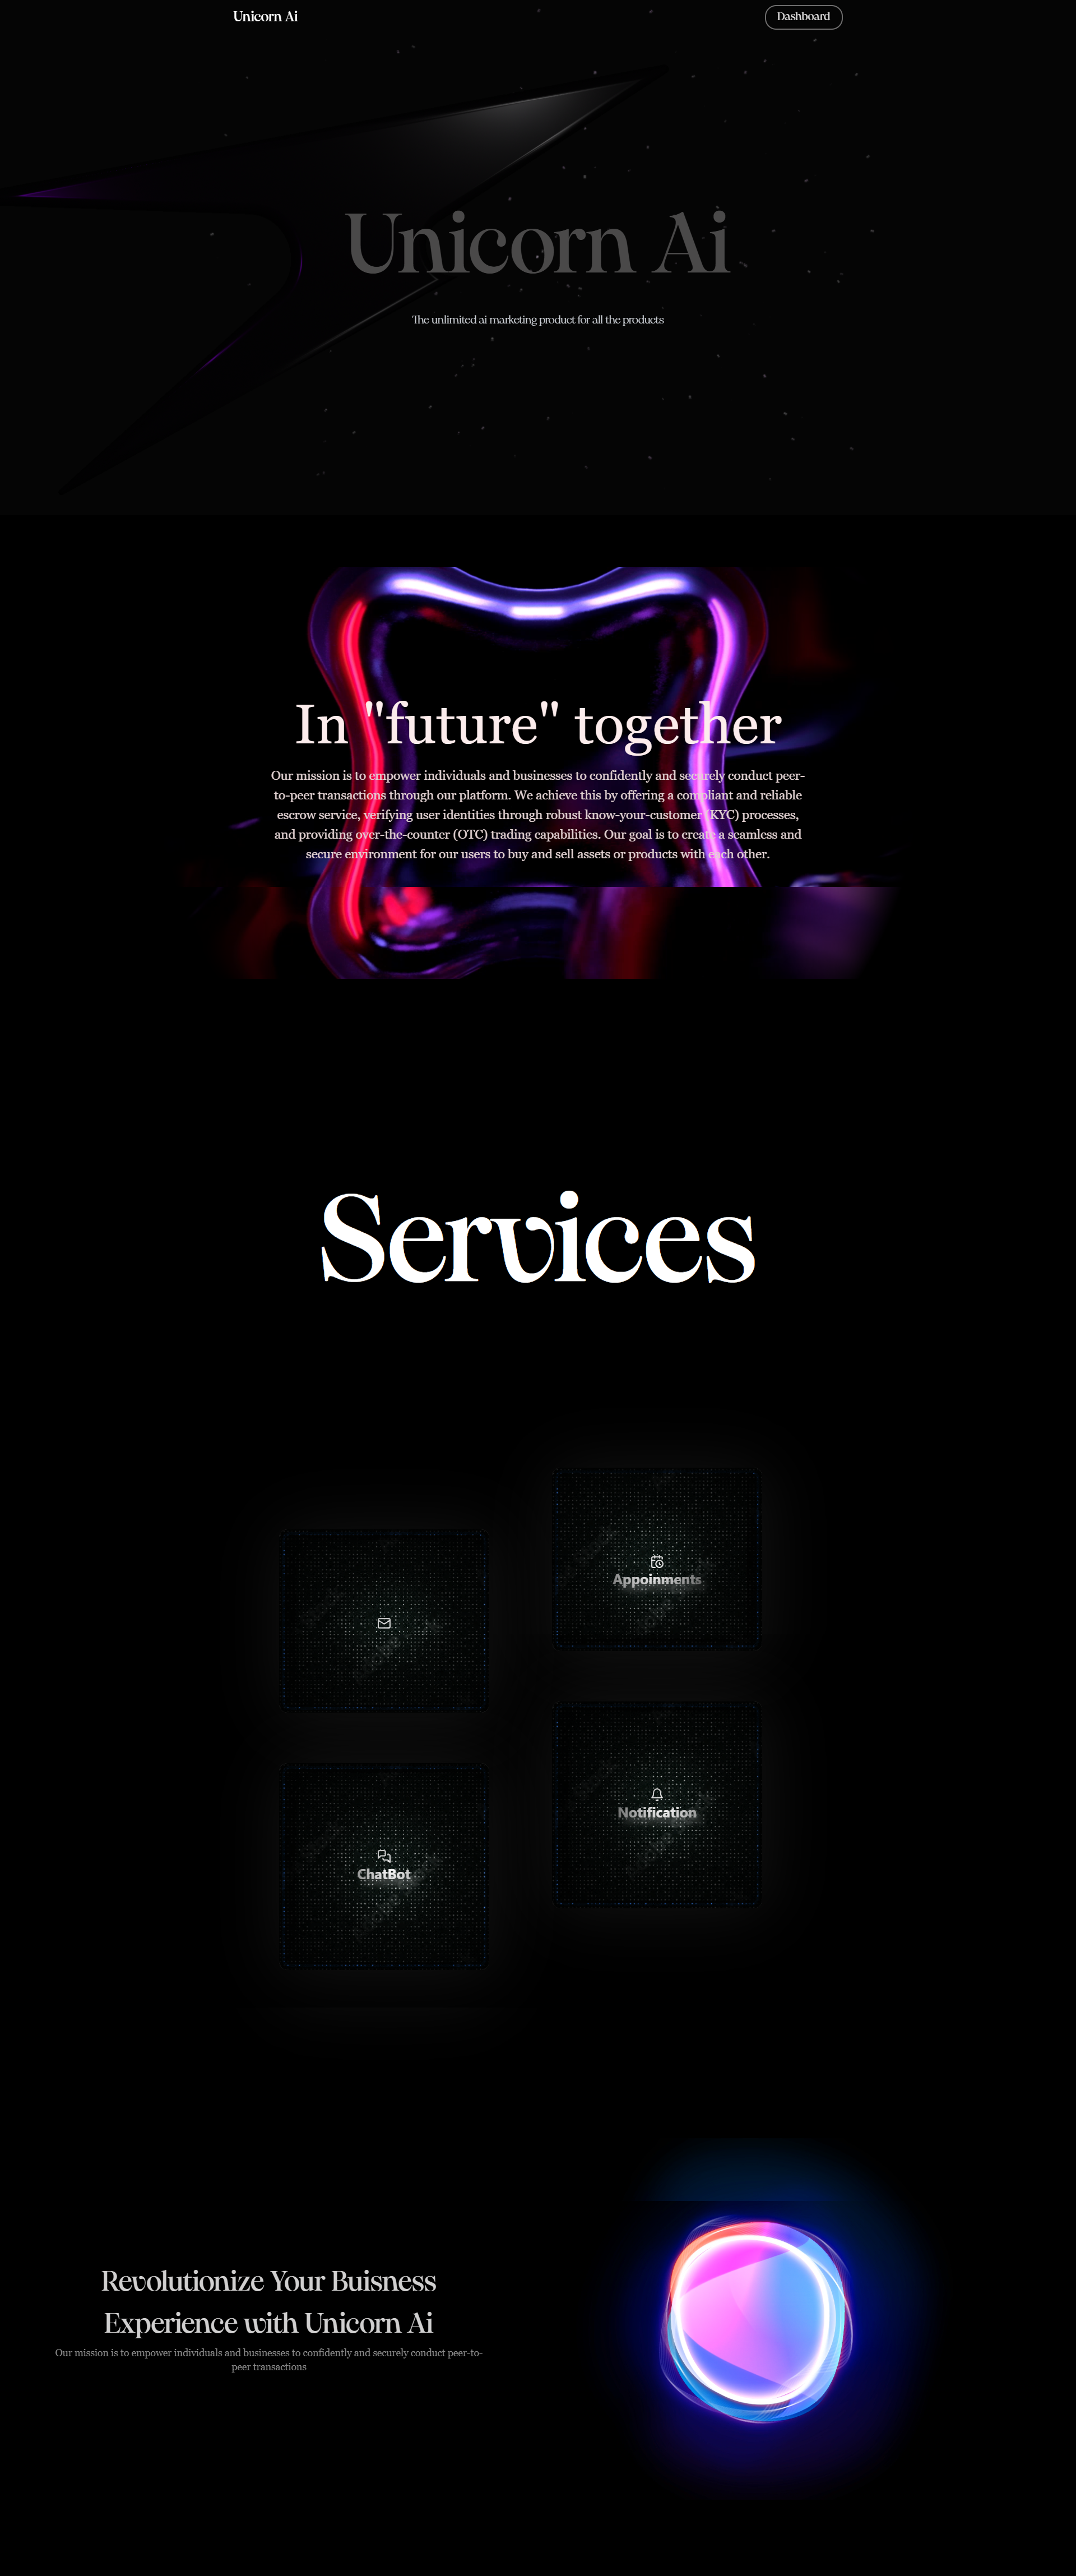 Unicorn Ai
Dashboard
Unicorn Ai
The unlimited ai marketing product for all the products
In "future" together
Our mission is to empower individuals and businesses to confidently and securely conduct peer-
to-peer transactions through our platform. We achieve this by offering a compliant and reliable
escrow service, verifying user identities through robust know-your-customer (KYC) processes,
and providing over-the-counter (OTC) trading capabilities. Our goal is to create a seamless and
secure environment for our users to buy and sell assets or products with each other.
Services
Appoinments
Notification
ChatBot
Revolutionize Your Buisness
Experience with Unicorn Ai
Our mission is to empower individuals and businesses to confidently and securely conduct peer-to-
peer transactions